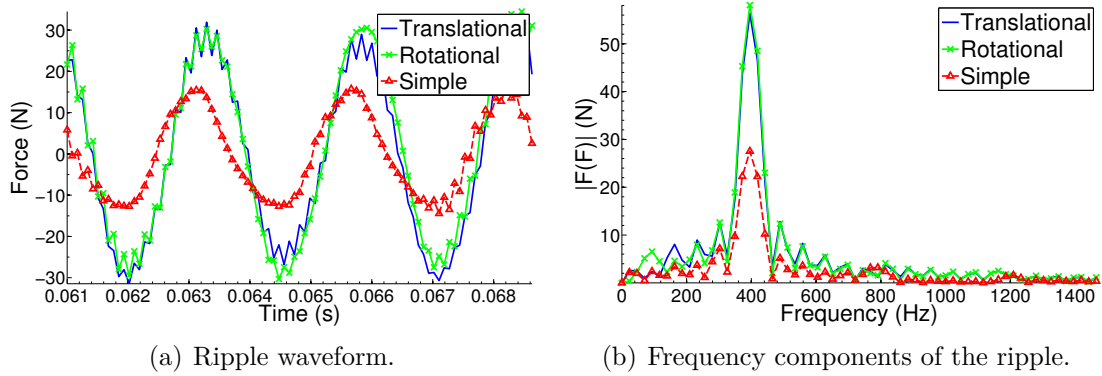 30
20
10
0
−10
−20
−30
0.061
0.062
0.063
0.064
0.065
0.066
0.067
0.068
Time (s)
Force (N)
Translational
Rotational
Simple
(a) Ripple waveform.
50
40
30
20
10
0
200
400
600
800
1000
1200
1400
Frequency (Hz)
|F(F)| (N)
Translational
Rotational
Simple
(b) Frequency components of the ripple.